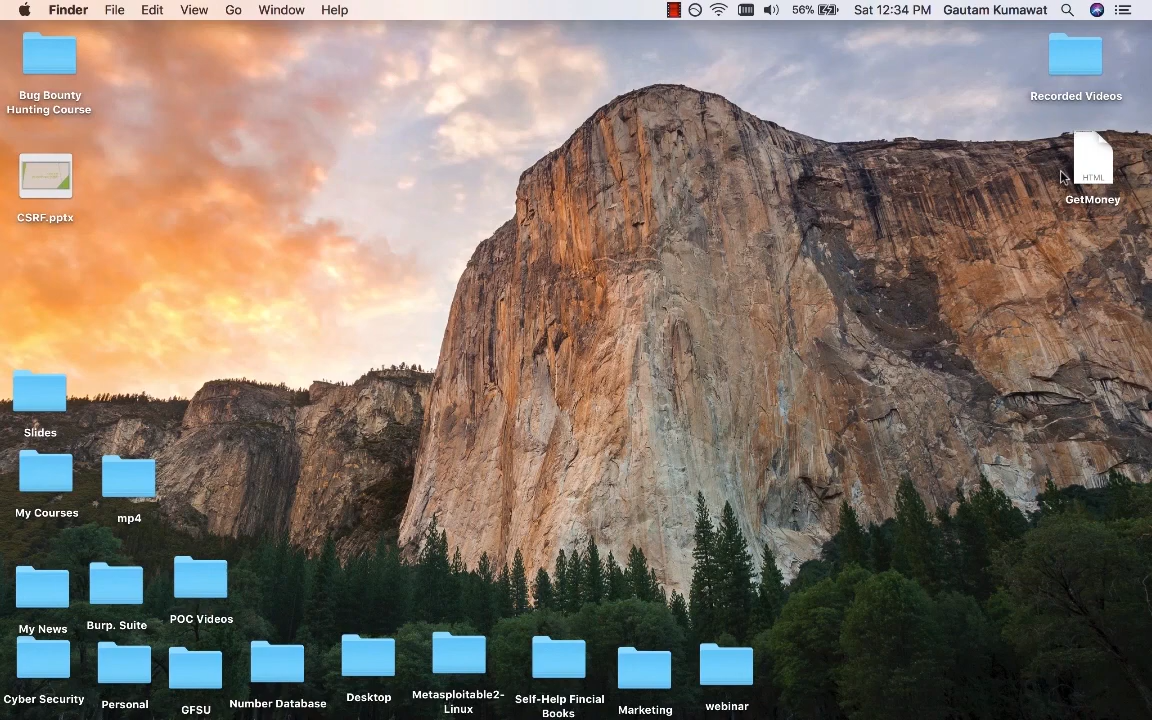 Finder File Edit View Go Window Help 56% Sat 12:34 PM Gautam Kumawat
Bug Bounty
Hunting Course
Recorded Videos
HTML
GetMoney
CSRF.pptx
Slides
My Courses
mp4
My News
Burp. Suite
POC Videos
Cyber Security
Personal
GFSU
Number Database
Desktop
Metasploitable2-
Linux
Self-Help Fincial
Books
Marketing
webinar